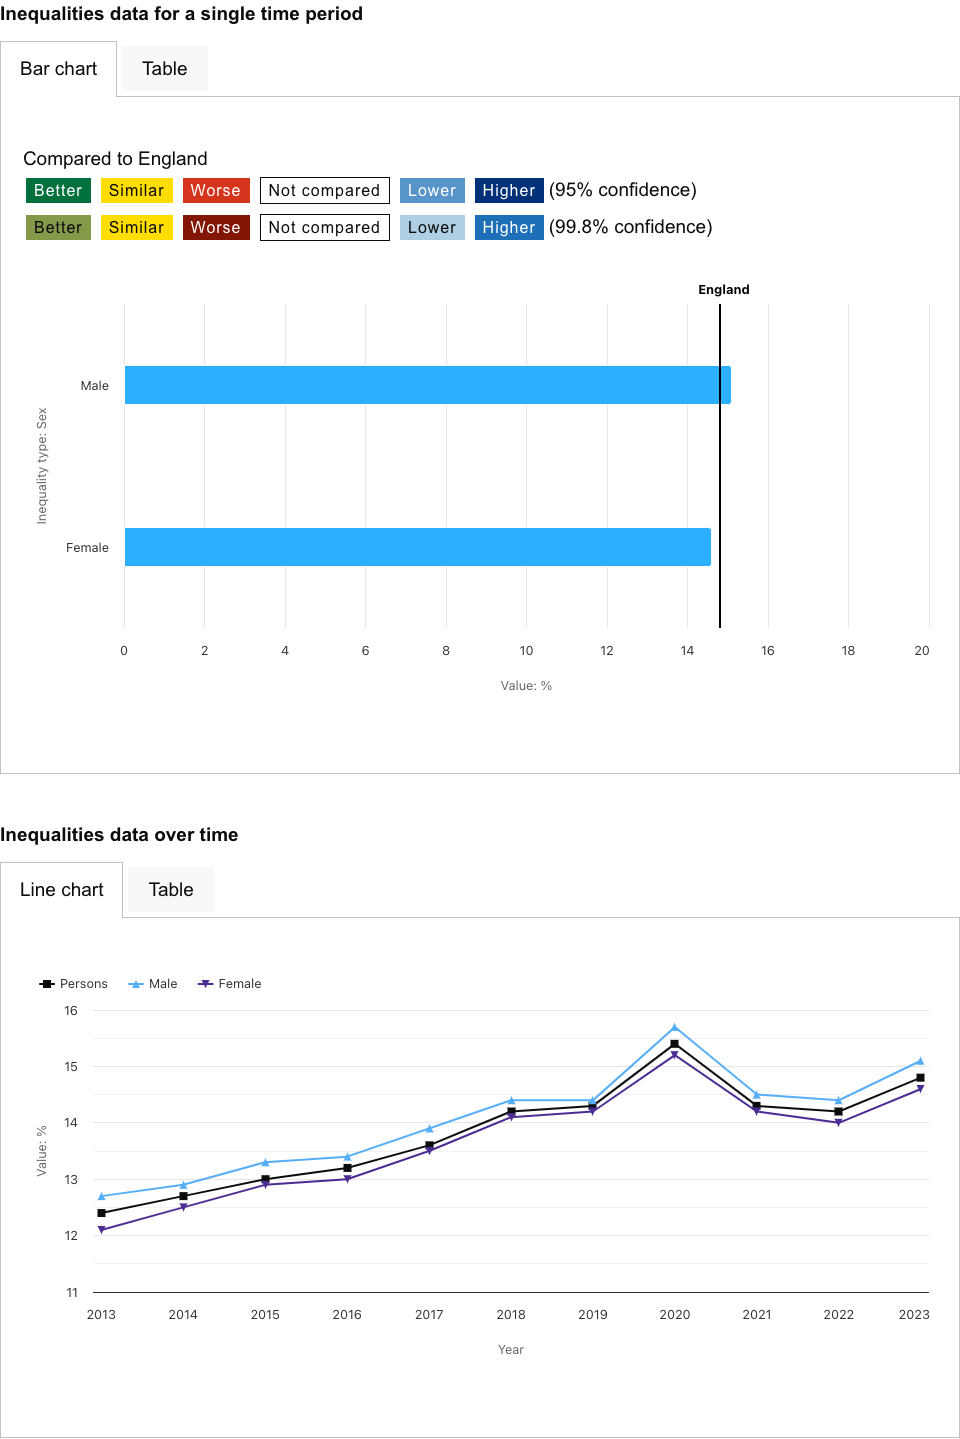 Inequalities data for a single time period
Bar chart Table
Compared to England
Better Similar Worse Not compared Lower Higher (95% confidence)
Better Similar Worse Not compared Lower Higher (99.8% confidence)
England
Male
Inequality type: Sex
Female
0 2 4 6 8 10 12 14 16 18 20
Value: %
Inequalities data over time
Line chart Table
Persons Male Female
16
15
14
Value: %
13
12
11
2013 2014 2015 2016 2017 2018 2019 2020 2021 2022 2023
Year